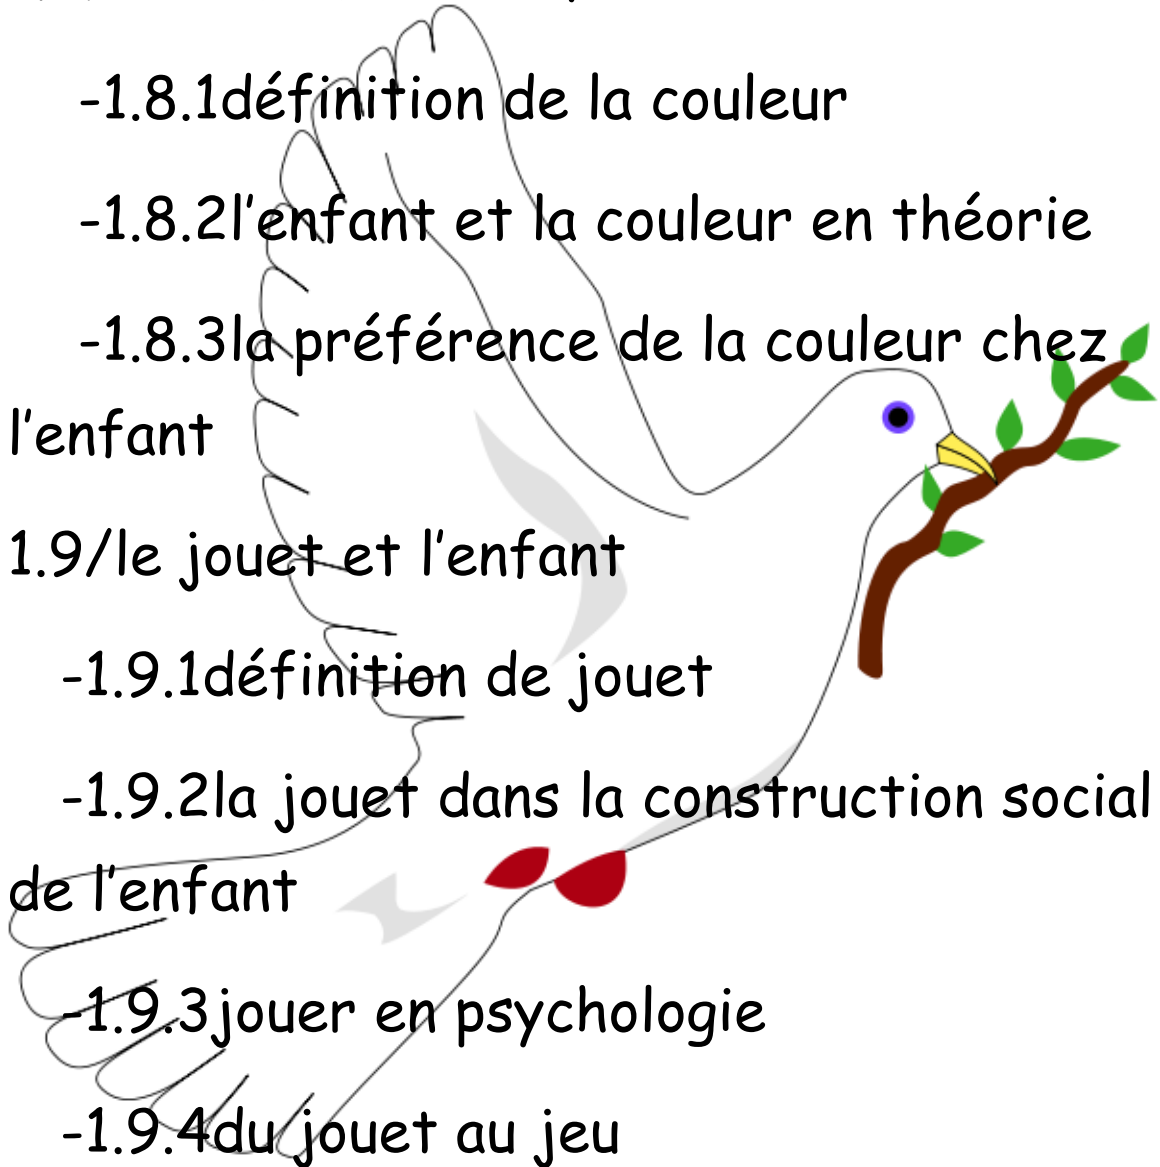 -1.8.1définition de la couleur
-1.8.2l'enfant et la couleur en théorie
-1.8.3la préférence de la couleur chez
l'enfant
1.9/le jouet et l'enfant
-1.9.1définition de jouet
-1.9.2la jouet dans la construction social
de l'enfant
-1.9.3jouer en psychologie
-1.9.4du jouet au jeu